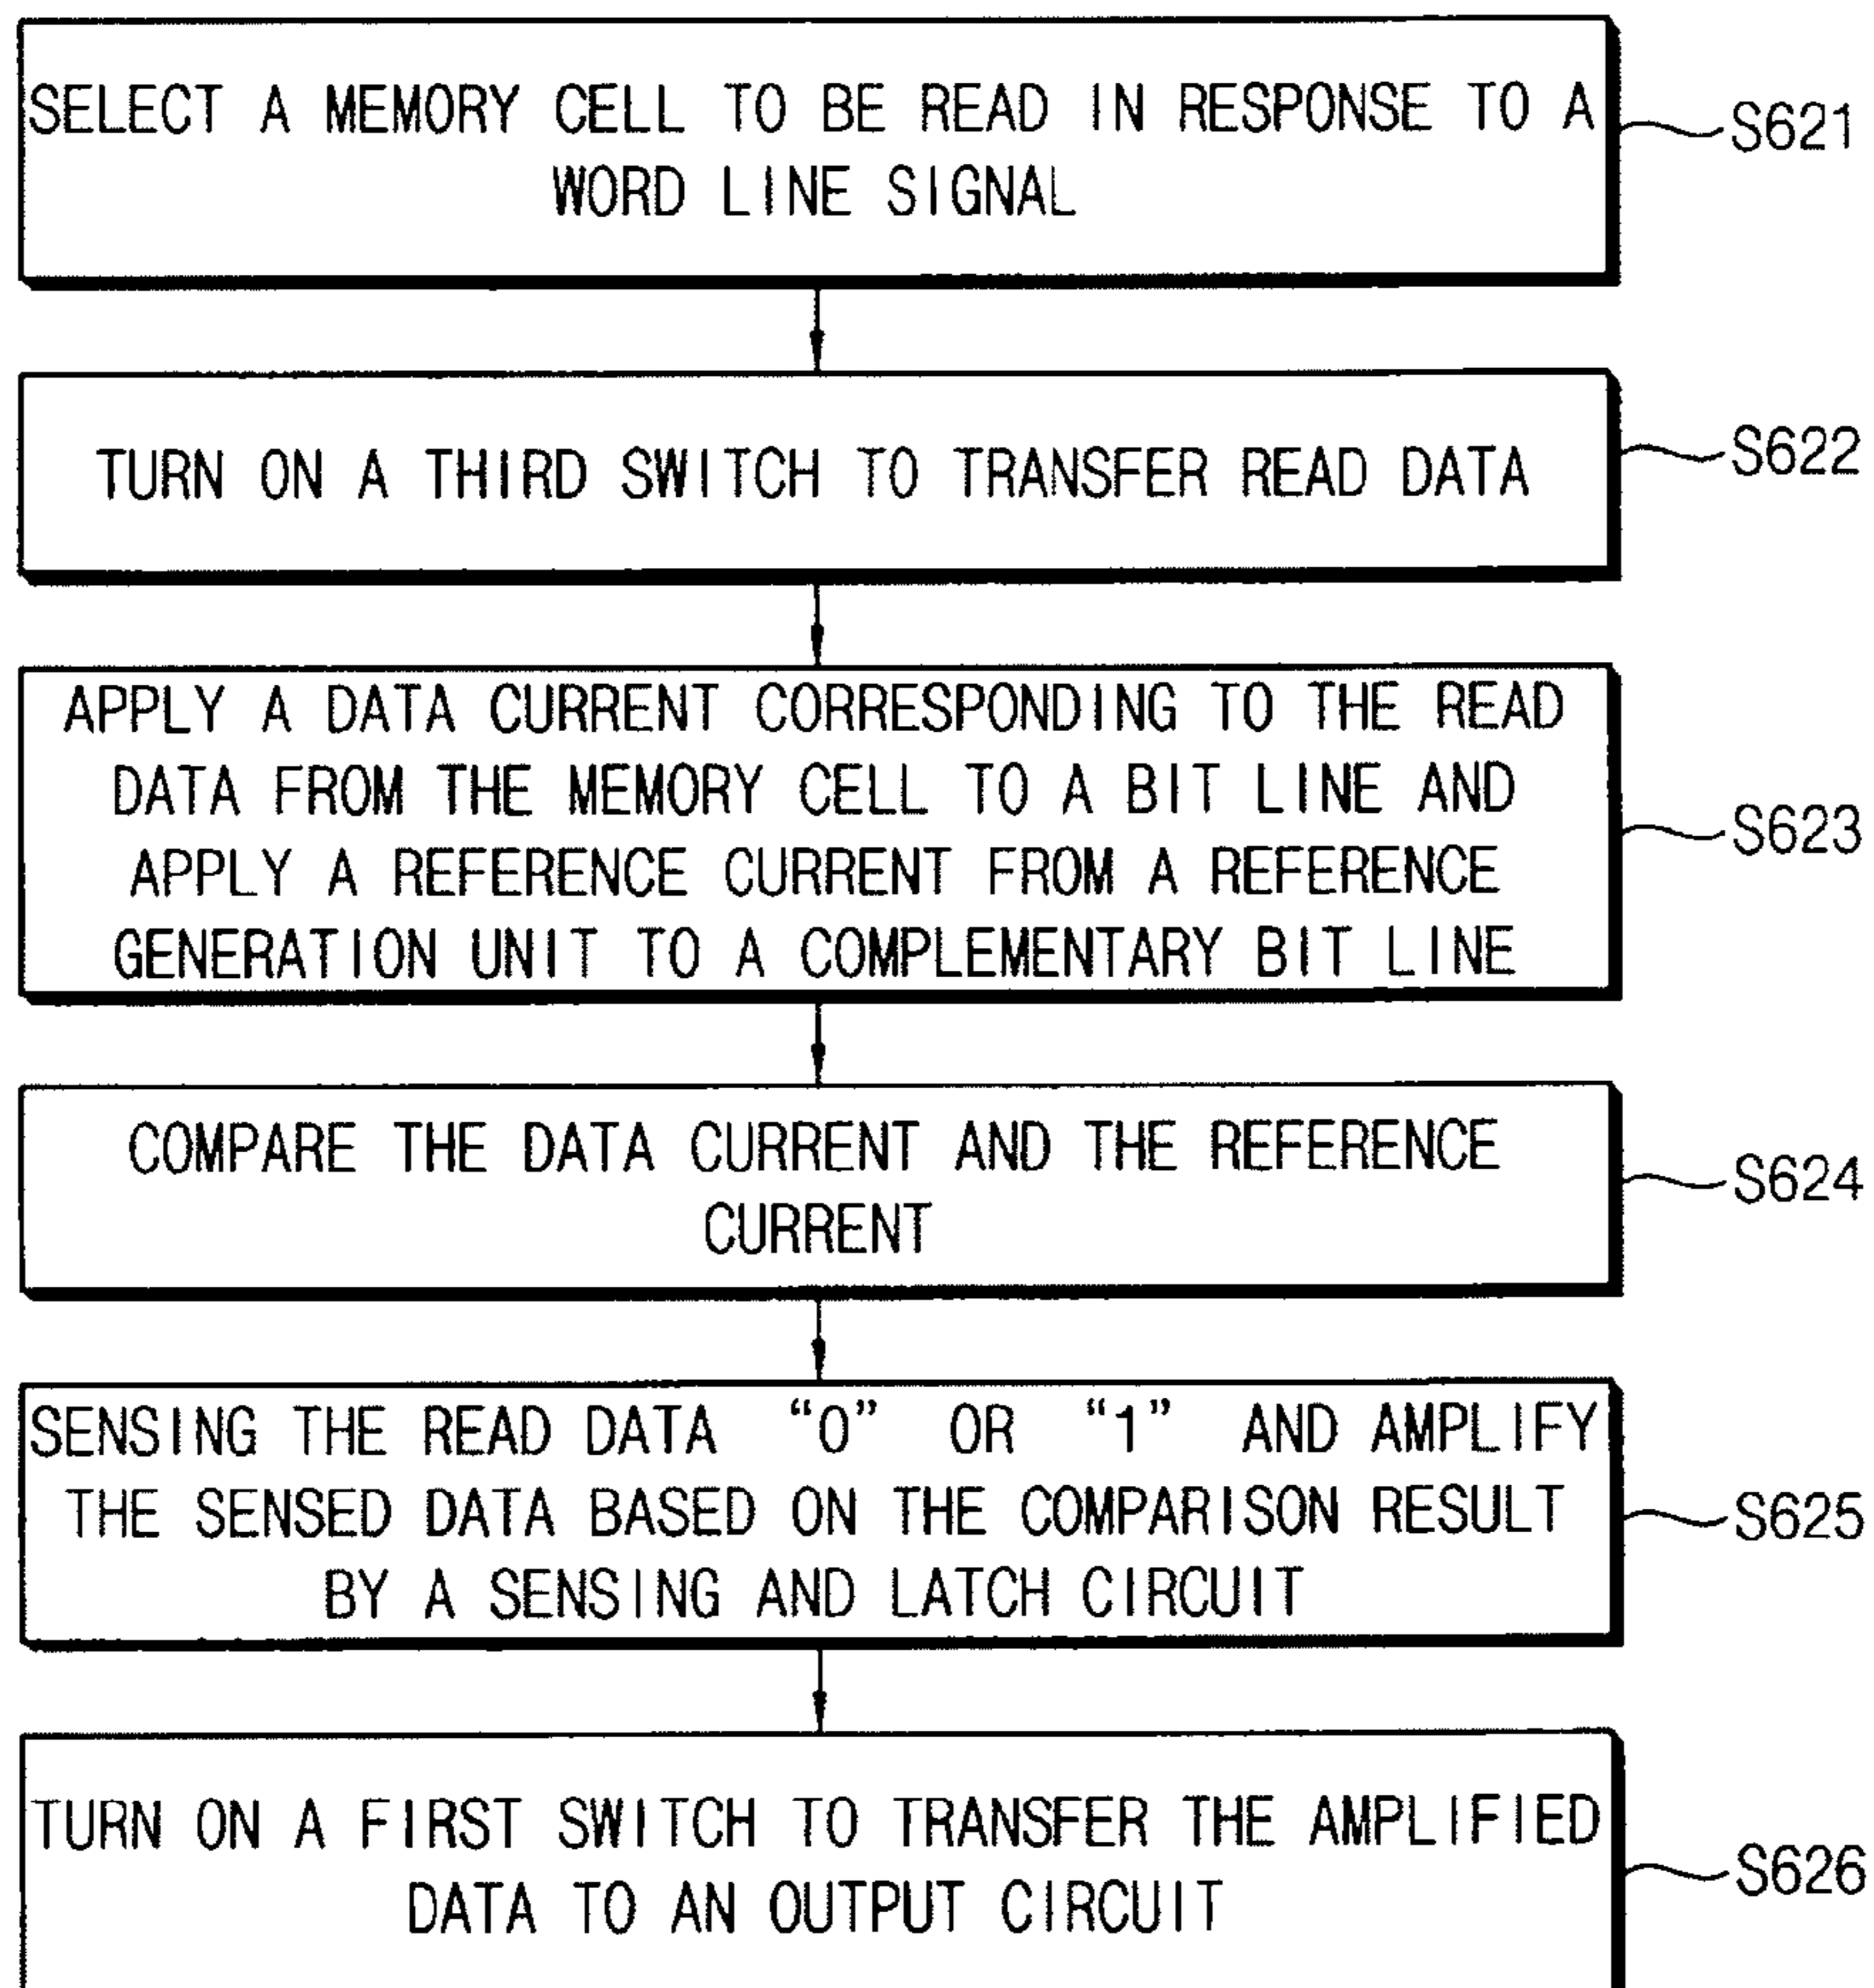 SELECT A MEMORY CELL TO BE READ IN RESPONSE TO A
WORD LINE SIGNAL
S621
TURN ON A THIRD SWITCH TO TRANSFER READ DATA
S622
APPLY A DATA CURRENT CORRESPONDING TO THE READ
DATA FROM THE MEMORY CELL TO A BIT LINE AND
APPLY A REFERENCE CURRENT FROM A REFERENCE
GENERATION UNIT TO A COMPLEMENTARY BIT LINE
S623
COMPARE THE DATA CURRENT AND THE REFERENCE
CURRENT
S624
SENSING THE READ DATA “0” OR “1” AND AMPLIFY
THE SENSED DATA BASED ON THE COMPARISON RESULT
BY A SENSING AND LATCH CIRCUIT
S625
TURN ON A FIRST SWITCH TO TRANSFER THE AMPLIFIED
DATA TO AN OUTPUT CIRCUIT
S626